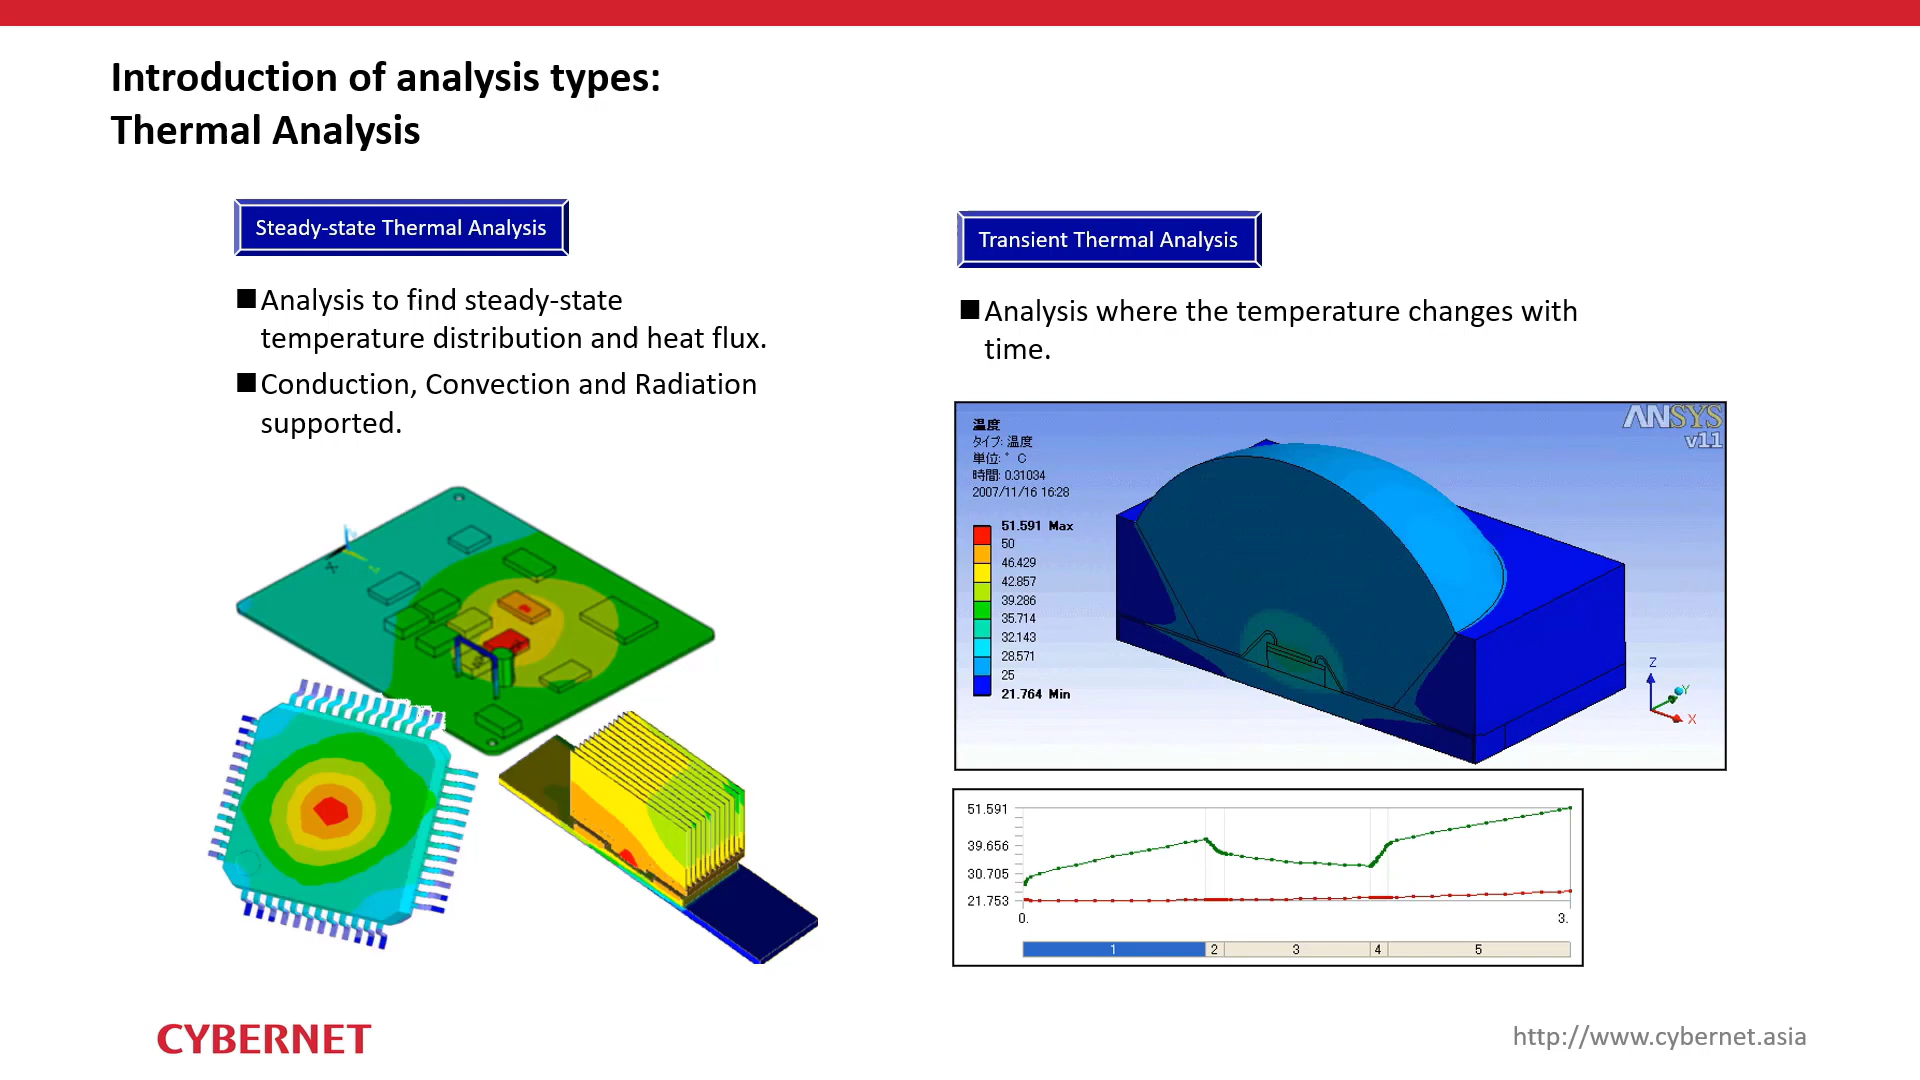 Introduction of analysis types:
Thermal Analysis
Steady-state Thermal Analysis
■Analysis to find steady-state
temperature distribution and heat flux.
■Conduction, Convection and Radiation
supported.
Transient Thermal Analysis
■Analysis where the temperature changes with
time.
ANSYS
v11
温度
タイプ: 温度
単位: ° C
時間: 0.31034
2007/11/16 16:28
51.591 Max
50
46.429
42.857
39.286
35.714
32.143
28.571
25
21.764 Min
Z
Y
X
51.591
39.656
30.705
21.753
0.
3.
1
2
3
4
5
CYBERNET
http://www.cybernet.asia